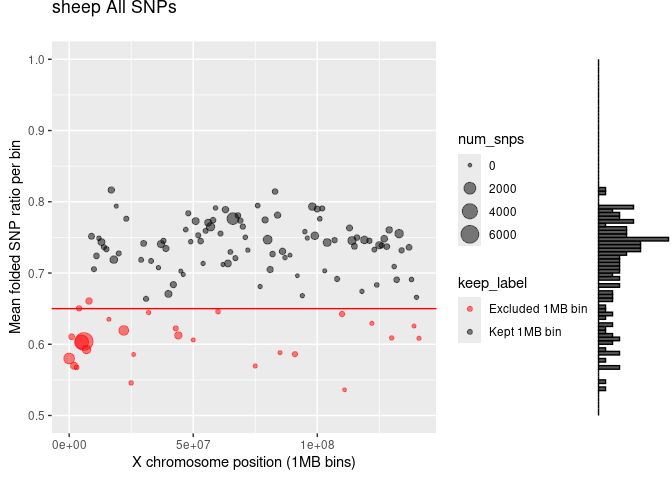 sheep All SNPs
Mean folded SNP ratio per bin
1.0
0.9
0.8
0.7
0.6
0.5
0e+00
5e+07
1e+08
X chromosome position (1MB bins)
num_snps
0
2000
4000
6000
keep_label
Excluded 1MB bin
Kept 1MB bin